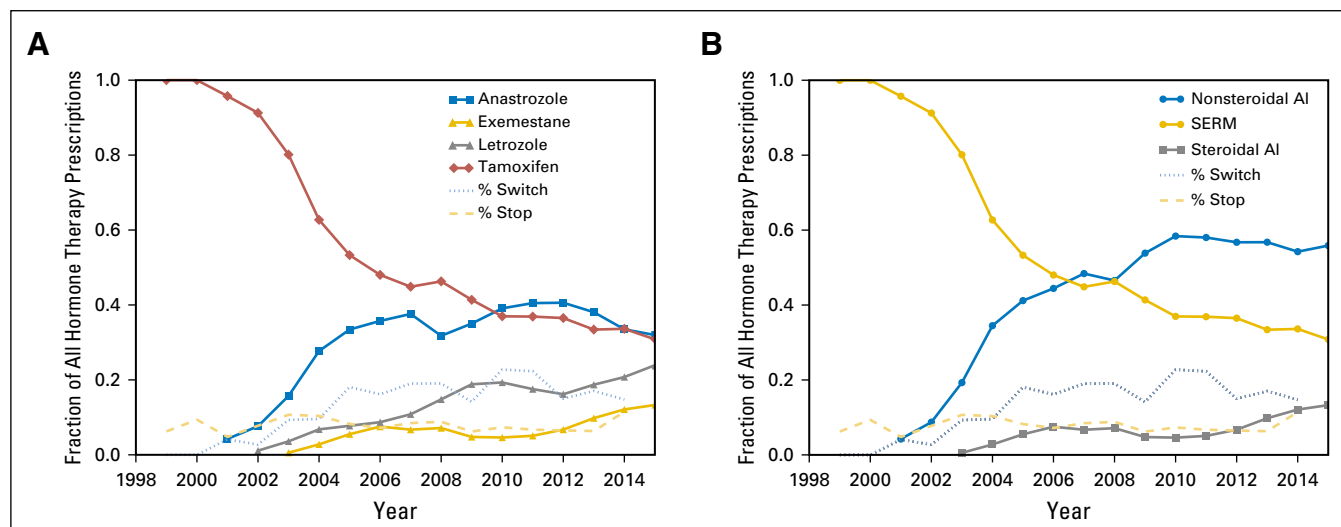 A
Fraction of All Hormone Therapy Prescriptions
1.0
0.8
0.6
0.4
0.2
0.0
Anastrozole
Exemestane
Letrozole
Tamoxifen
% Switch
% Stop
1998 2000 2002 2004 2006 2008 2010 2012 2014
Year
B
Fraction of All Hormone Therapy Prescriptions
1.0
0.8
0.6
0.4
0.2
0.0
Nonsteroidal AI
SERM
Steroidal AI
% Switch
% Stop
1998 2000 2002 2004 2006 2008 2010 2012 2014
Year